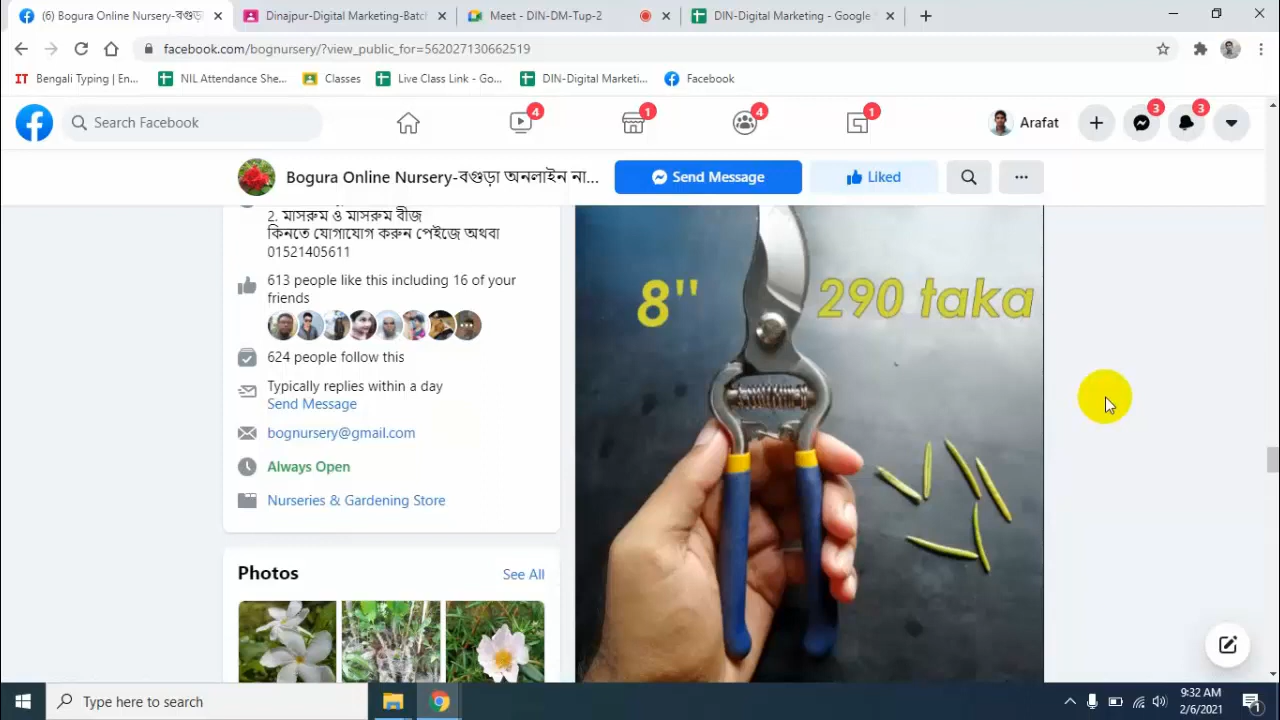 (6) Bogura Online Nursery-বগুড়
Dinajpur-Digital Marketing-Batch
Meet - DIN-DM-Tup-2
DIN-Digital Marketing - Google
facebook.com/bognursery/?view_public_for=562027130662519
IT Bengali Typing | En...
NIL Attendance She...
Classes
Live Class Link - Go...
DIN-Digital Marketi...
Facebook
Search Facebook
4
1
4
1
Arafat
3
3
Bogura Online Nursery-বগুড়া অনলাইন না...
Send Message
Liked
2. মাসরুম ও মাসরুম বীজ
কিনতে যোগাযোগ করুন পেইজে অথবা
01521405611
613 people like this including 16 of your
friends
624 people follow this
Typically replies within a day
Send Message
bognursery@gmail.com
Always Open
Nurseries & Gardening Store
Photos
See All
8"
290 taka
Type here to search
9:32 AM
2/6/2021
1